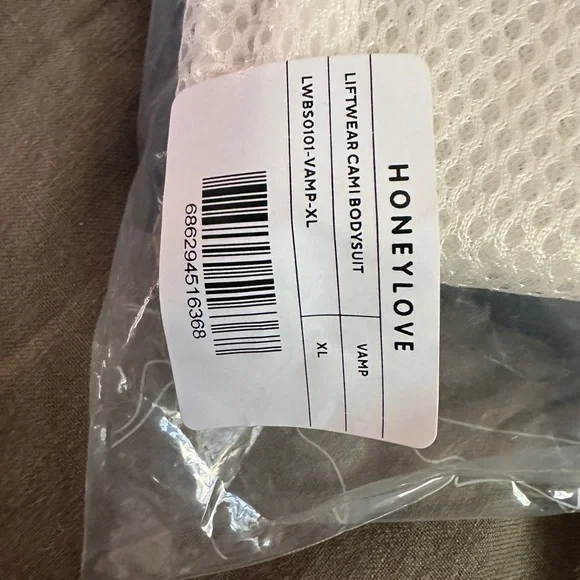 HONEYLOVE
LIFTWEAR CAMI BODYSUIT VAMP
LWBS0101-VAMP-XL XL
686294516368